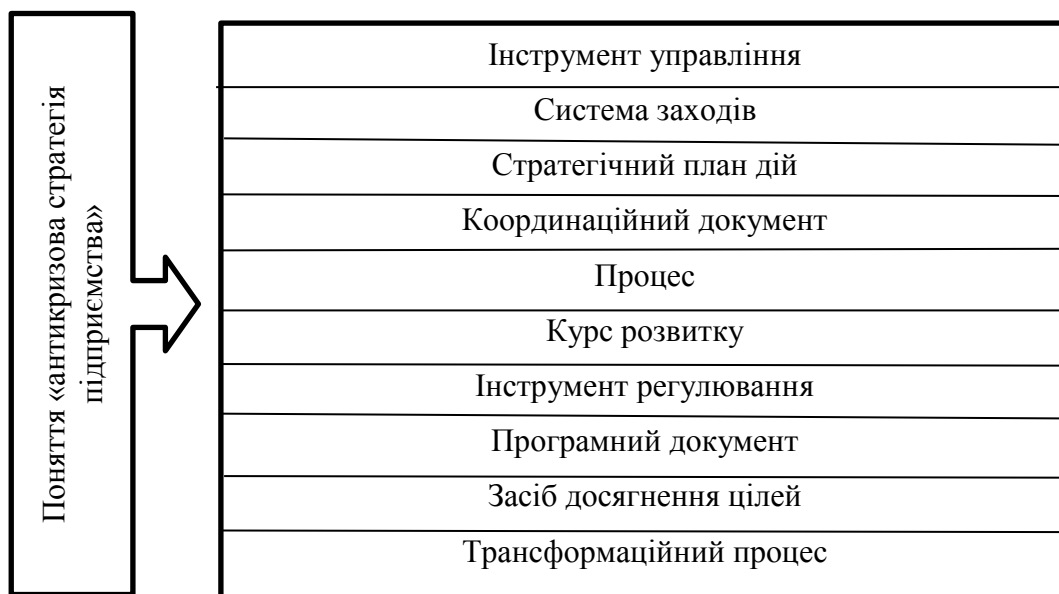 Поняття «антикризова стратегія
підприємства»
Інструмент управління
Система заходів
Стратегічний план дій
Координаційний документ
Процес
Курс розвитку
Інструмент регулювання
Програмний документ
Засіб досягнення цілей
Трансформаційний процес